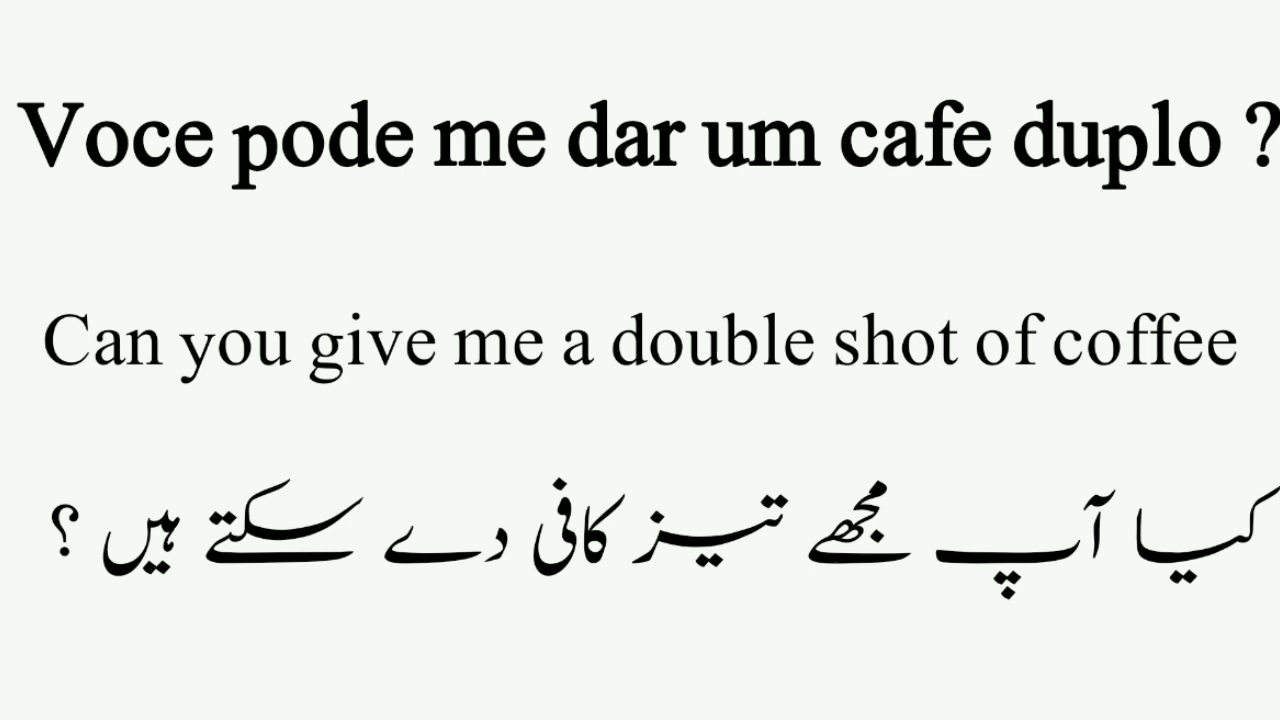 Voce pode me dar um cafe duplo ?
Can you give me a double shot of coffee
کیا آپ مجھے تیز کافی دے سکتے ہیں ؟